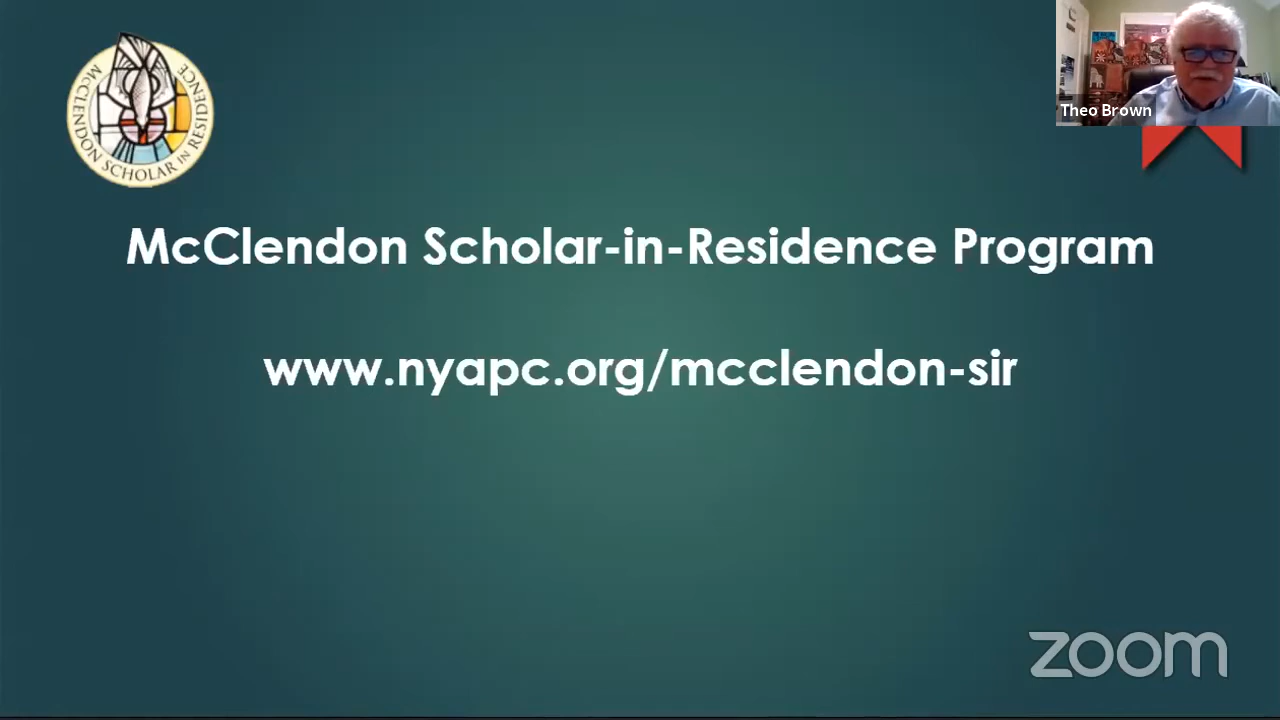 McCLENDON SCHOLAR IN RESIDENCE
Theo Brown
McClendon Scholar-in-Residence Program
www.nyapc.org/mcclendon-sir
zoom